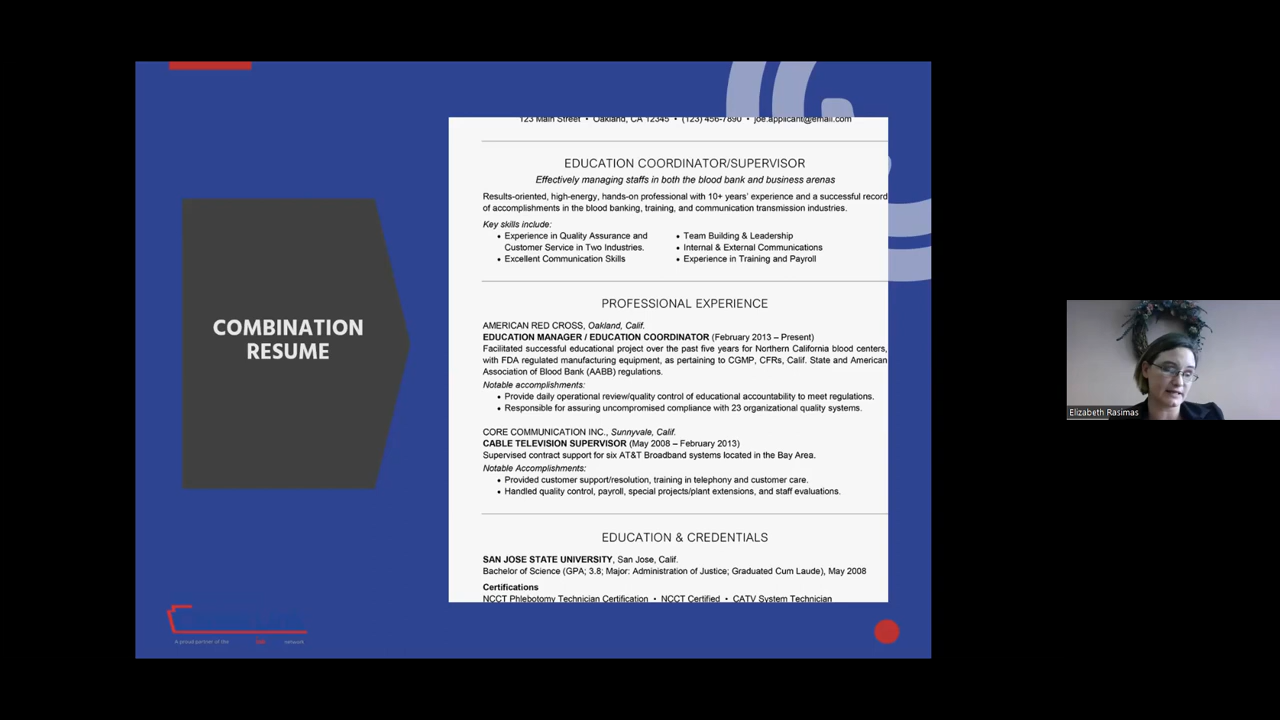 COMBINATION
RESUME
123 Main Street • Oakland, CA 12345 • (123) 456-7890 • joe.applicant@email.com
EDUCATION COORDINATOR/SUPERVISOR
Effectively managing staffs in both the blood bank and business arenas
Results-oriented, high-energy, hands-on professional with 10+ years' experience and a successful record
of accomplishments in the blood banking, training, and communication transmission industries.
Key skills include:
• Experience in Quality Assurance and
Customer Service in Two Industries.
• Excellent Communication Skills
• Team Building & Leadership
• Internal & External Communications
• Experience in Training and Payroll
PROFESSIONAL EXPERIENCE
AMERICAN RED CROSS, Oakland, Calif.
EDUCATION MANAGER / EDUCATION COORDINATOR (February 2013 – Present)
Facilitated successful educational project over the past five years for Northern California blood centers,
with FDA regulated manufacturing equipment, as pertaining to CGMP, CFRs, Calif. State and American
Association of Blood Bank (AABB) regulations.
Notable accomplishments:
• Provide daily operational review/quality control of educational accountability to meet regulations.
• Responsible for assuring uncompromised compliance with 23 organizational quality systems.
CORE COMMUNICATION INC., Sunnyvale, Calif.
CABLE TELEVISION SUPERVISOR (May 2008 – February 2013)
Supervised contract support for six AT&T Broadband systems located in the Bay Area.
Notable Accomplishments:
• Provided customer support/resolution, training in telephony and customer care.
• Handled quality control, payroll, special projects/plant extensions, and staff evaluations.
EDUCATION & CREDENTIALS
SAN JOSE STATE UNIVERSITY, San Jose, Calif.
Bachelor of Science (GPA; 3.8; Major: Administration of Justice; Graduated Cum Laude), May 2008
Certifications
NCCT Phlebotomy Technician Certification • NCCT Certified • CATV System Technician
A proud partner of the
network
Elizabeth Rasimas